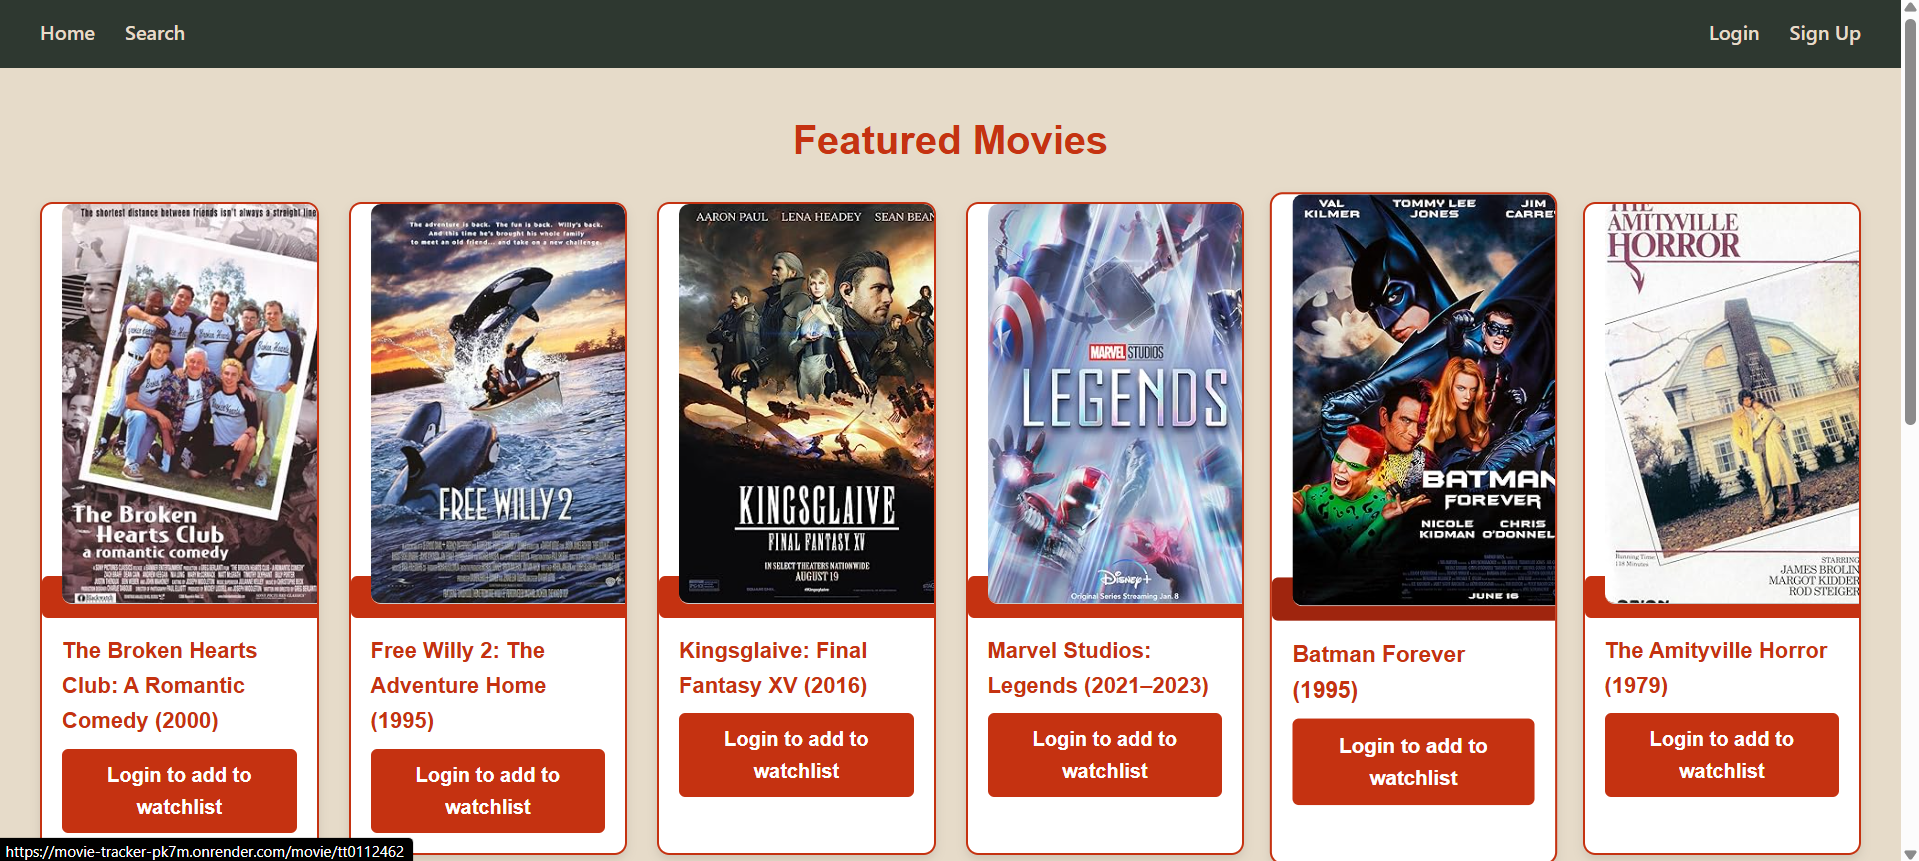 Home
Search
Login
Sign Up
Featured Movies
The shortest distance between friends isn't always a straight line
Broken Hearts
The Broken
Hearts Club
a romantic comedy
The Broken Hearts
Club: A Romantic
Comedy (2000)
Login to add to
watchlist
The adventure is back. The fun is back. Willy's back.
And this time he's brought his whole family
to meet an old friend... and take on a new challenge.
FREE WILLY 2
Free Willy 2: The
Adventure Home
(1995)
Login to add to
watchlist
AARON PAUL LENA HEADEY SEAN BEAN
KINGSGLAIVE
FINAL FANTASY XV
IN SELECT THEATERS NATIONWIDE
AUGUST 19
Kingsglaive: Final
Fantasy XV (2016)
Login to add to
watchlist
MARVEL STUDIOS
LEGENDS
Disney+
Original Series Streaming Jan. 8
Marvel Studios:
Legends (2021–2023)
Login to add to
watchlist
VAL
KILMER
TOMMY LEE
JONES
JIM
CARRE
BATMAN
FOREVER
NICOLE
KIDMAN
CHRIS
O'DONNEL
JUNE 16
Batman Forever
(1995)
Login to add to
watchlist
THE
AMITYVILLE
HORROR
Running Time
118 Minutes
STARRING
JAMES BROLIN
MARGOT KIDDER
ROD STEIGER
The Amityville Horror
(1979)
Login to add to
watchlist
https://movie-tracker-pk7m.onrender.com/movie/tt0112462